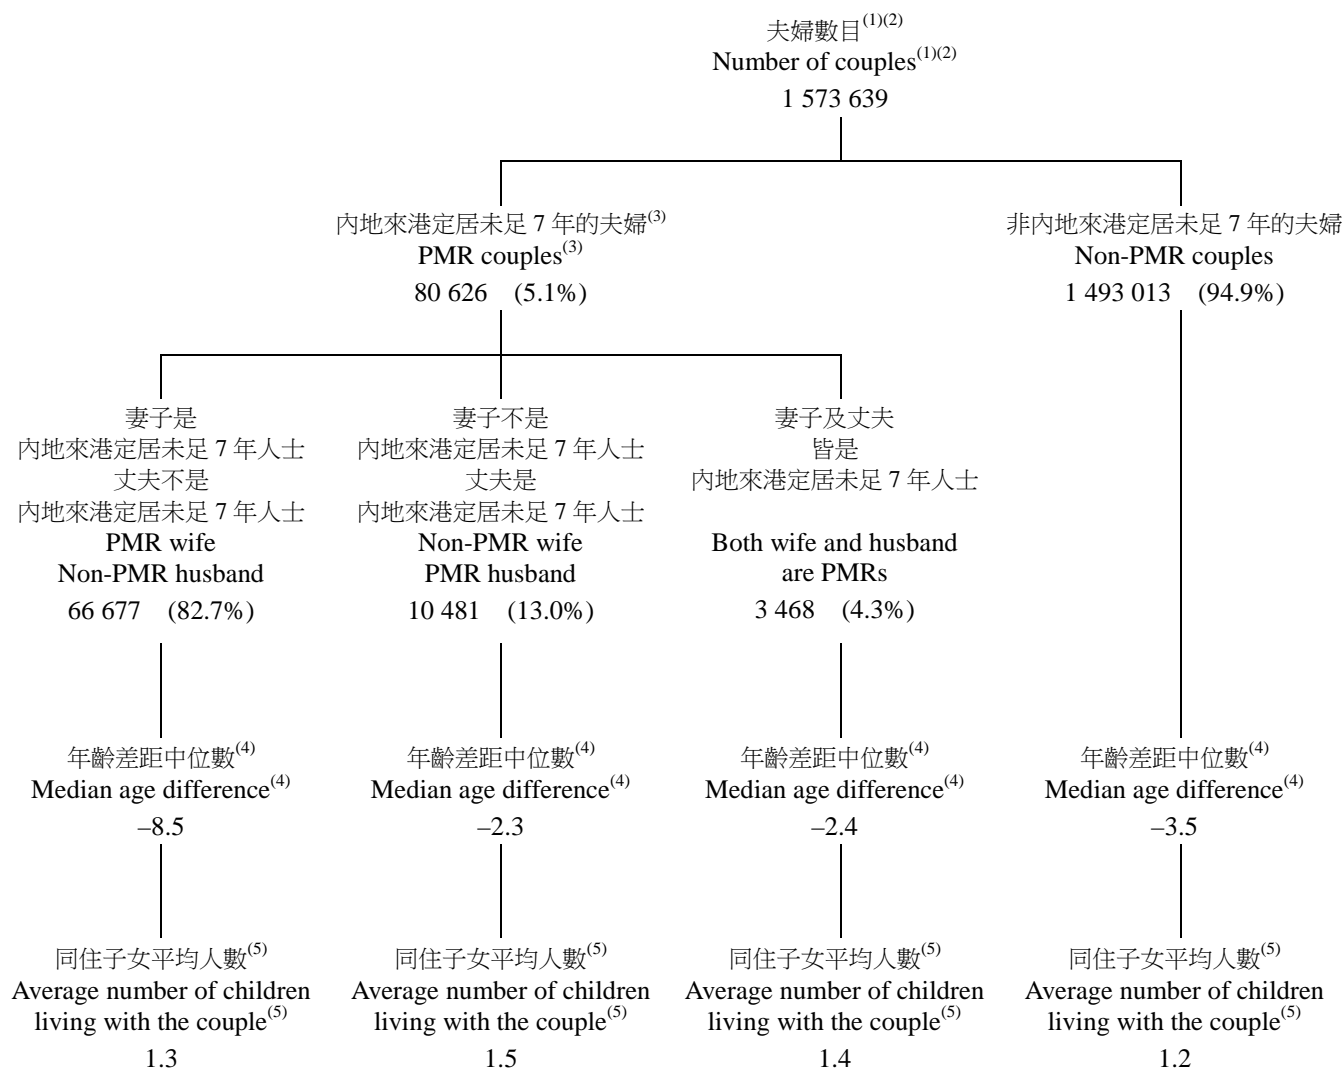 夫婦數目(1)(2)
Number of couples(1)(2)
1 573 639
內地來港定居未足 7 年的夫婦(3)
PMR couples(3)
80 626 (5.1%)
非內地來港定居未足 7 年的夫婦
Non-PMR couples
1 493 013 (94.9%)
妻子是
內地來港定居未足 7 年人士
丈夫不是
內地來港定居未足 7 年人士
PMR wife
Non-PMR husband
66 677 (82.7%)
妻子不是
內地來港定居未足 7 年人士
丈夫是
內地來港定居未足 7 年人士
Non-PMR wife
PMR husband
10 481 (13.0%)
妻子及丈夫
皆是
內地來港定居未足 7 年人士
Both wife and husband
are PMRs
3 468 (4.3%)
年齡差距中位數(4)
Median age difference(4)
–8.5
年齡差距中位數(4)
Median age difference(4)
–2.3
年齡差距中位數(4)
Median age difference(4)
–2.4
年齡差距中位數(4)
Median age difference(4)
–3.5
同住子女平均人數(5)
Average number of children
living with the couple(5)
1.3
同住子女平均人數(5)
Average number of children
living with the couple(5)
1.5
同住子女平均人數(5)
Average number of children
living with the couple(5)
1.4
同住子女平均人數(5)
Average number of children
living with the couple(5)
1.2